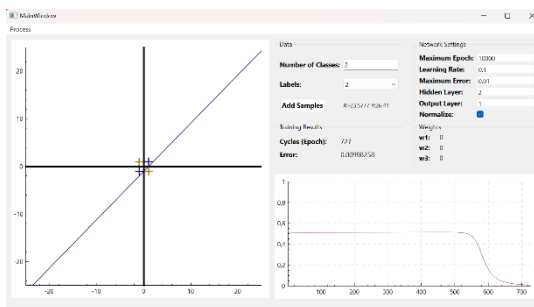 MainWindow
Process
Data
Number of Classes: 2
Labels: 2
Add Samples
Training Results
Cycles (Epoch): 727
Error: 0.00998258
Network Settings
Maximum Epoch: 10000
Learning Rate: 0.1
Maximum Error: 0.01
Hidden Layer: 2
Output Layer: 1
Normalize:
Weights
w1: 0
w2: 0
w3: 0
20
10
0
-10
-20
-20 -10 0 10 20
1
0,8
0,6
0,4
0,2
0
100 200 300 400 500 600 700